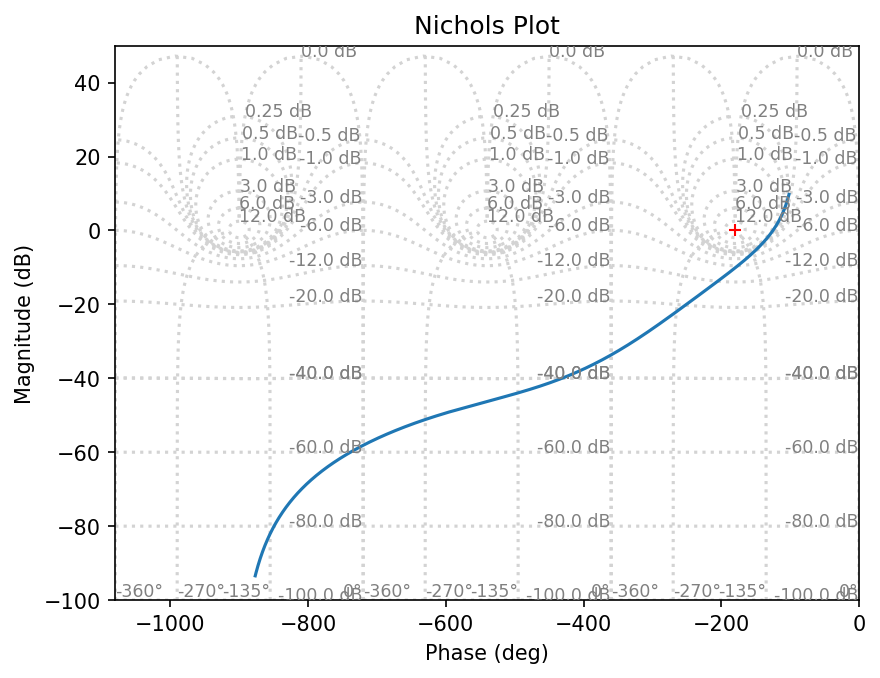 Nichols Plot
Magnitude (dB)
40
20
0
−20
−40
−60
−80
−100
0.0 dB 0.0 dB 0.0 dB
0.25 dB 0.25 dB 0.25 dB
0.5 dB -0.5 dB 0.5 dB -0.5 dB 0.5 dB -0.5 dB
1.0 dB -1.0 dB 1.0 dB -1.0 dB 1.0 dB -1.0 dB
3.0 dB 3.0 dB 3.0 dB
-3.0 dB -3.0 dB -3.0 dB
6.0 dB 6.0 dB 6.0 dB
12.0 dB 12.0 dB 12.0 dB
-6.0 dB -6.0 dB -6.0 dB
-12.0 dB -12.0 dB -12.0 dB
-20.0 dB -20.0 dB -20.0 dB
-40.0 dB -40.0 dB -40.0 dB
-60.0 dB -60.0 dB -60.0 dB
-80.0 dB -80.0 dB -80.0 dB
-360° -270° -135° 0° -360° -270° -135° 0° -360° -270° -135° 0°
-100.0 dB -100.0 dB -100.0 dB
−1000 −800 −600 −400 −200 0
Phase (deg)